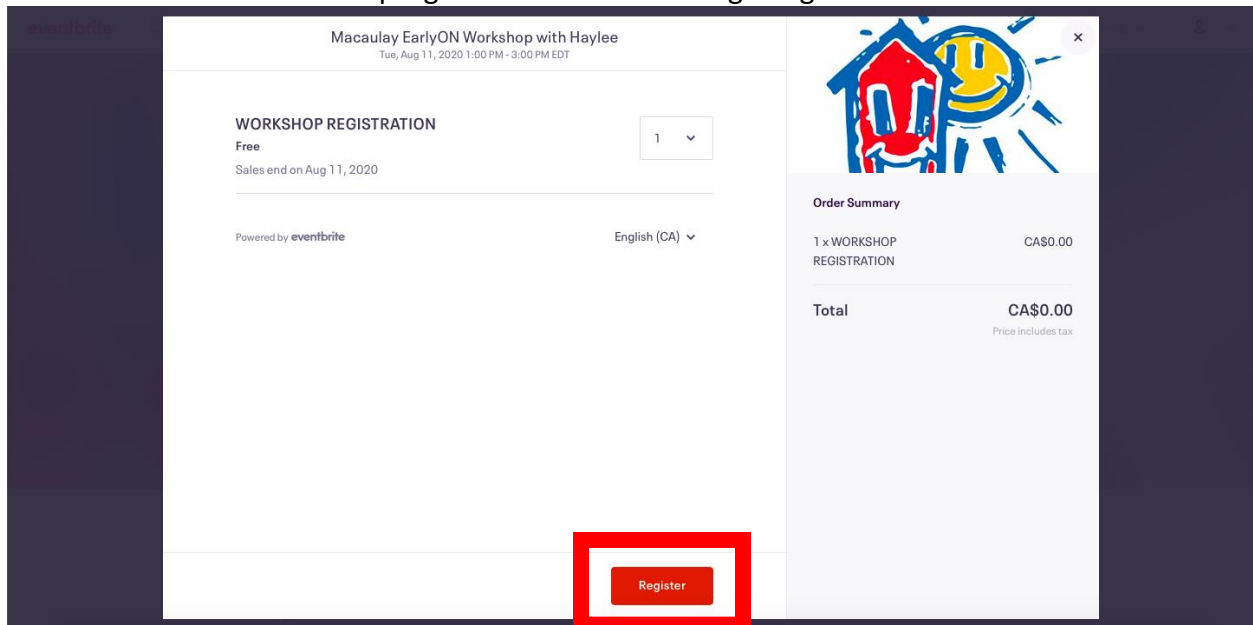 eventbrite
Macaulay EarlyON Workshop with Haylee
Tue, Aug 11, 2020 1:00 PM - 3:00 PM EDT
×
WORKSHOP REGISTRATION
Free
Sales end on Aug 11, 2020
1
Powered by eventbrite
English (CA)
Order Summary
1 x WORKSHOP REGISTRATION
CA$0.00
Total
CA$0.00
Price includes tax
Register